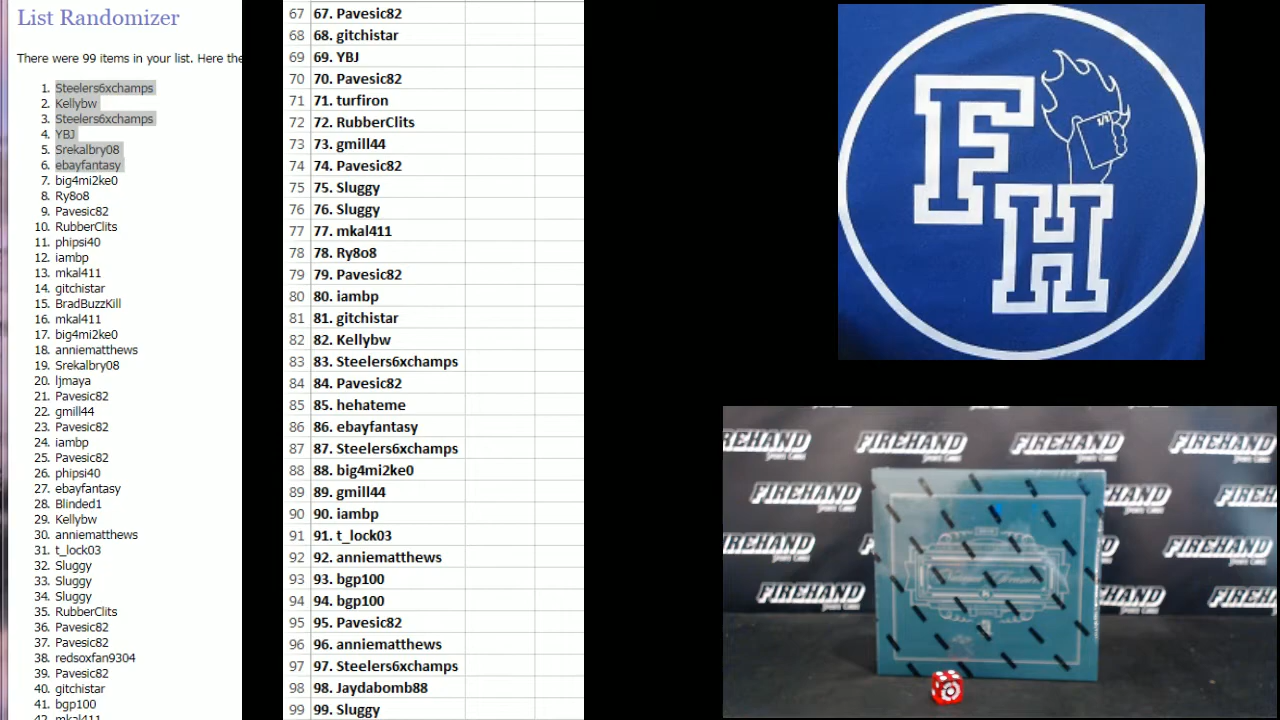 List Randomizer
There were 99 items in your list. Here the
1. Steelers6xchamps
2. Kellybw
3. Steelers6xchamps
4. YBJ
5. Srekalbry08
6. ebayfantasy
7. big4mi2ke0
8. Ry8o8
9. Pavesic82
10. RubberClits
11. phipsi40
12. iambp
13. mkal411
14. gitchistar
15. BradBuzzKill
16. mkal411
17. big4mi2ke0
18. anniematthews
19. Srekalbry08
20. ljmaya
21. Pavesic82
22. gmill44
23. Pavesic82
24. iambp
25. Pavesic82
26. phipsi40
27. ebayfantasy
28. Blinded1
29. Kellybw
30. anniematthews
31. t_lock03
32. Sluggy
33. Sluggy
34. Sluggy
35. RubberClits
36. Pavesic82
37. Pavesic82
38. redsoxfan9304
39. Pavesic82
40. gitchistar
41. bgp100
42. mkal411
67 67. Pavesic82
68 68. gitchistar
69 69. YBJ
70 70. Pavesic82
71 71. turfiron
72 72. RubberClits
73 73. gmill44
74 74. Pavesic82
75 75. Sluggy
76 76. Sluggy
77 77. mkal411
78 78. Ry8o8
79 79. Pavesic82
80 80. iambp
81 81. gitchistar
82 82. Kellybw
83 83. Steelers6xchamps
84 84. Pavesic82
85 85. hehateme
86 86. ebayfantasy
87 87. Steelers6xchamps
88 88. big4mi2ke0
89 89. gmill44
90 90. iambp
91 91. t_lock03
92 92. anniematthews
93 93. bgp100
94 94. bgp100
95 95. Pavesic82
96 96. anniematthews
97 97. Steelers6xchamps
98 98. Jaydabomb88
99 99. Sluggy
F
H
1/1
FIREHAND FIREHAND FIREHAND FIREHAND
FIREHAND FIREHAND
FIREHAND FIREHAND
FIREHAND FIREHAND